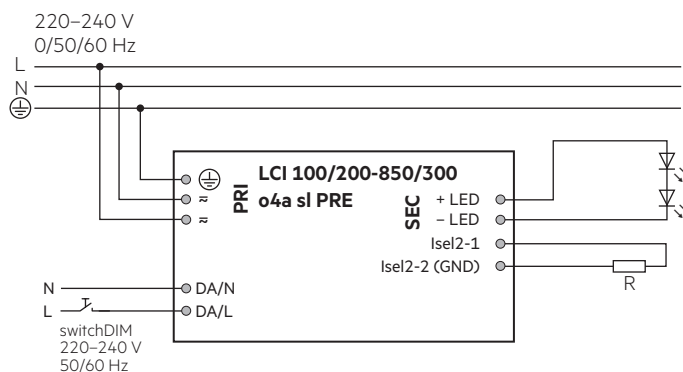 220–240 V
0/50/60 Hz
L
N
LCI 100/200-850/300
o4a sl PRE
PRI
≂
≂
SEC
+ LED
– LED
Isel2-1
Isel2-2 (GND)
R
N
DA/N
L
DA/L
switchDIM
220–240 V
50/60 Hz